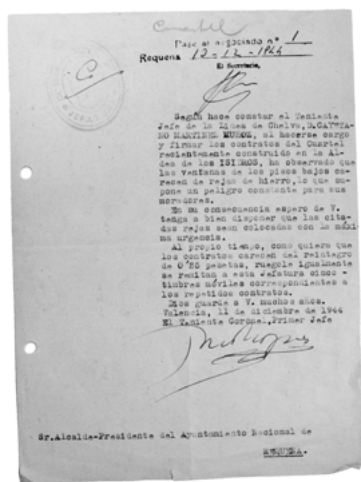 Cuartel
Pase al negociado nº 1
Requena 12-12-1944
El Secretario,
Según hace constar el Teniente
Jefe de la Linea de Chelva, D. CAYETA-
NO MARTINEZ MUÑOZ, al hacerse cargo
y firmar los contratos del Cuartel
recientemente construido en la Al-
dea de los ISIDROS, ha observado que
las ventanas de los pisos bajos ca-
recen de rejas de hierro, lo que su-
pone un peligro constante para sus
moradores.
En su consecuencia espero de V.
tenga a bien disponer que las cita-
das rejas sean colocadas con la máxi-
ma urgencia.
Al propio tiempo, como quiera que
los contratos carecen del reintegro
de 0'25 pesetas, ruegole igualmente
se remitan a esta Jefatura cinco -
timbres móviles correspondientes a
los repetidos contratos.
Dios guarde a V. muchos años.
Valencia, 11 de diciembre de 1944
El Teniente Coronel, Primer Jefe
Sr. Alcalde-Presidente del Ayuntamiento Nacional de
REQUENA.